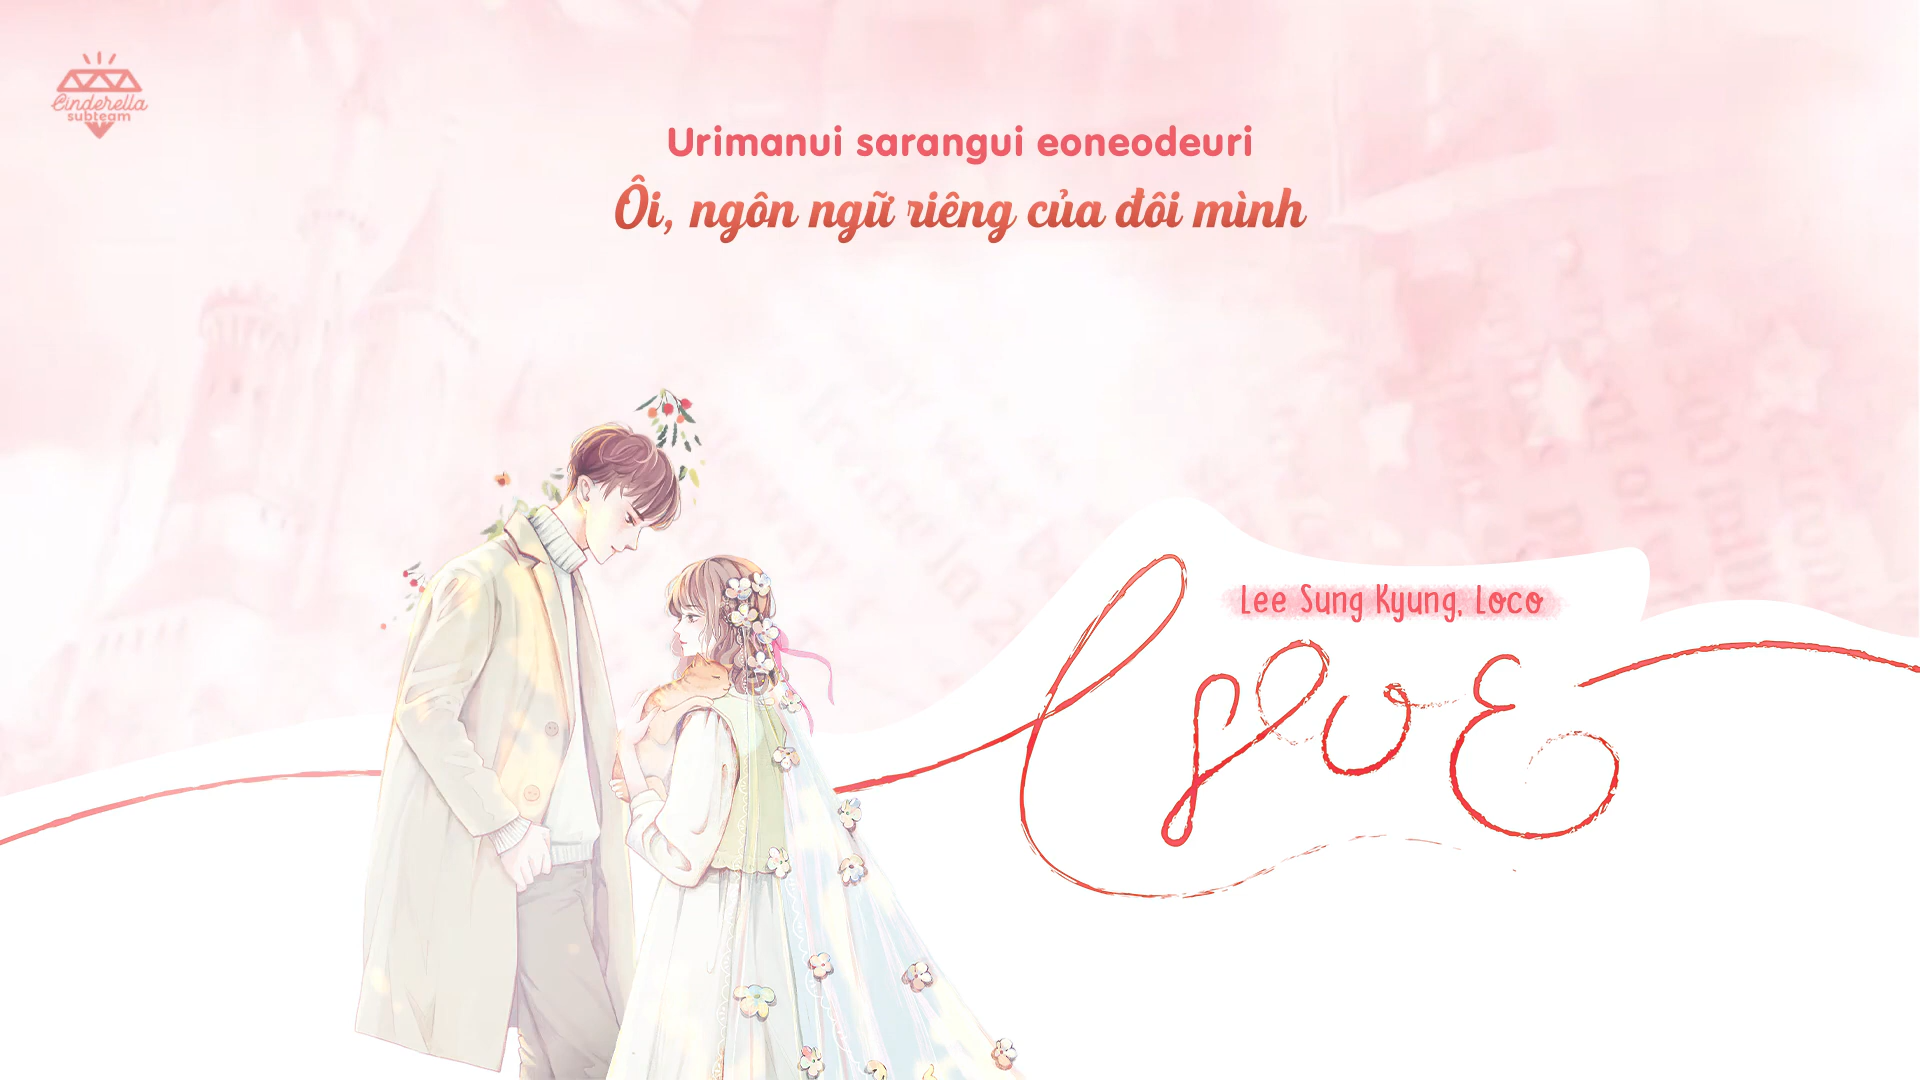 Cinderella
subteam
Urimanui sarangui eoneodeuri
Ôi, ngôn ngữ riêng của đôi mình
Lee Sung Kyung, Loco
Love